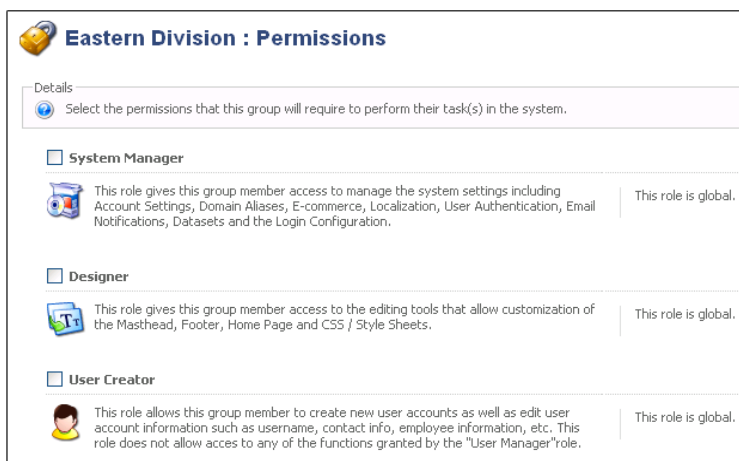 Eastern Division : Permissions
Details
Select the permissions that this group will require to perform their task(s) in the system.
System Manager
This role gives this group member access to manage the system settings including
Account Settings, Domain Aliases, E-commerce, Localization, User Authentication, Email
Notifications, Datasets and the Login Configuration.
This role is global.
Designer
This role gives this group member access to the editing tools that allow customization of
the Masthead, Footer, Home Page and CSS / Style Sheets.
This role is global.
User Creator
This role allows this group member to create new user accounts as well as edit user
account information such as username, contact info, employee information, etc. This
role does not allow acces to any of the functions granted by the "User Manager"role.
This role is global.